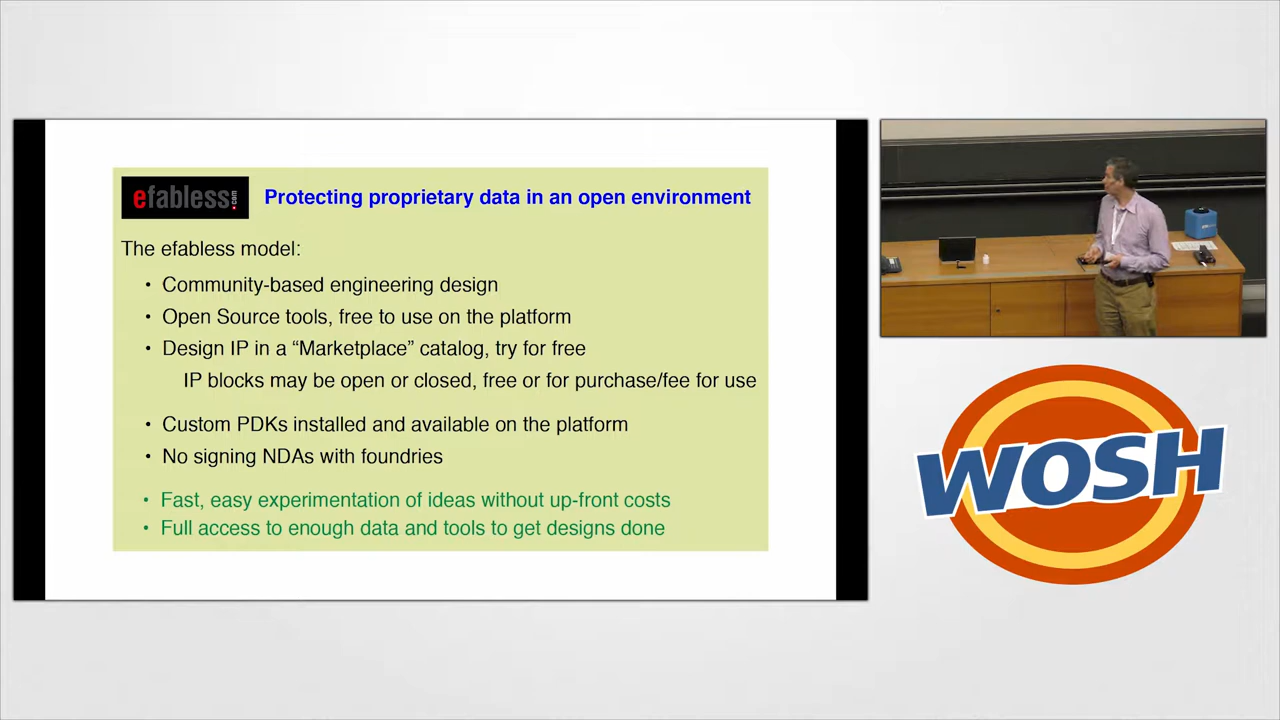 efabless.com
Protecting proprietary data in an open environment
The efabless model:
• Community-based engineering design
• Open Source tools, free to use on the platform
• Design IP in a “Marketplace” catalog, try for free
IP blocks may be open or closed, free or for purchase/fee for use
• Custom PDKs installed and available on the platform
• No signing NDAs with foundries
• Fast, easy experimentation of ideas without up-front costs
• Full access to enough data and tools to get designs done
WOSH